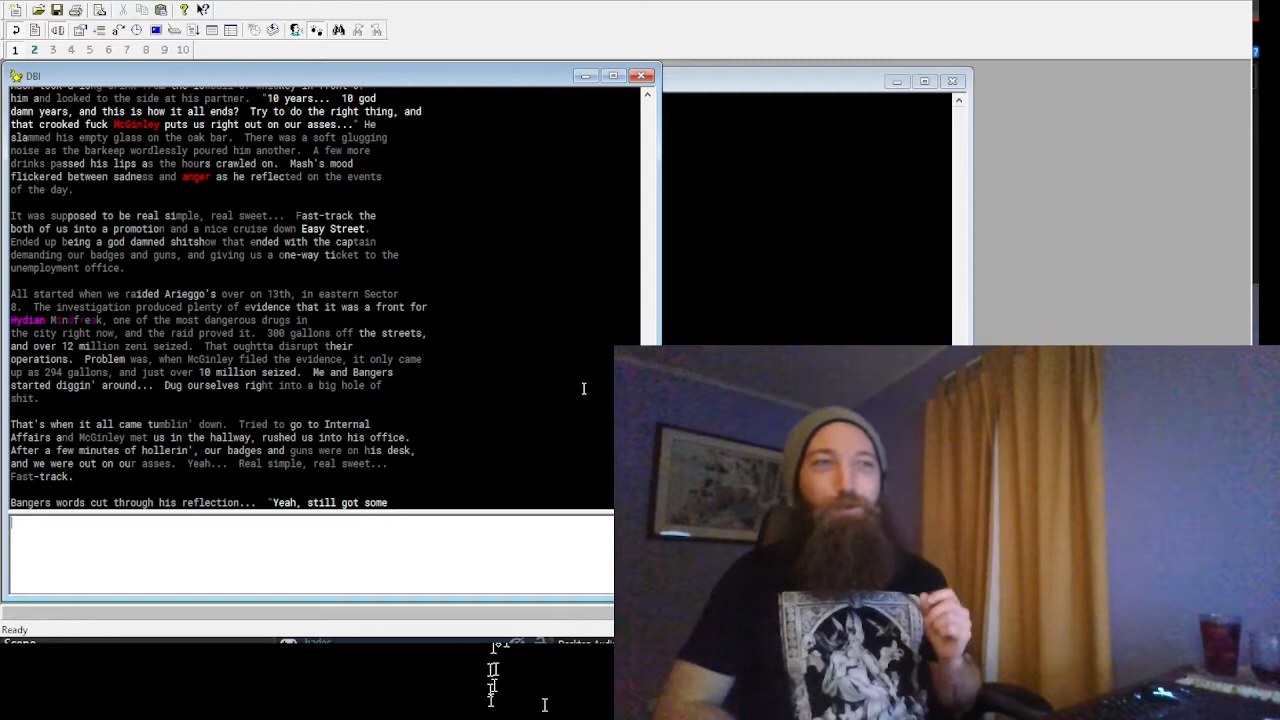 1 2 3 4 5 6 7 8 9 10
DBI
him and looked to the side at his partner.  "10 years...  10 god
damn years, and this is how it all ends?  Try to do the right thing, and
that crooked fuck McGinley puts us right out on our asses..." He
slammed his empty glass on the oak bar.  There was a soft glugging
noise as the barkeep wordlessly poured him another.  A few more
drinks passed his lips as the hours crawled on.  Mash's mood
flickered between sadness and anger as he reflected on the events
of the day.
It was supposed to be real simple, real sweet...  Fast-track the
both of us into a promotion and a nice cruise down Easy Street.
Ended up being a god damned shitshow that ended with the captain
demanding our badges and guns, and giving us a one-way ticket to the
unemployment office.
All started when we raided Arieggo's over on 13th, in eastern Sector
8.  The investigation produced plenty of evidence that it was a front for
Hydian Mindfreak, one of the most dangerous drugs in
the city right now, and the raid proved it.  300 gallons off the streets,
and over 12 million zeni seized.  That oughtta disrupt their
operations.  Problem was, when McGinley filed the evidence, it only came
up as 294 gallons, and just over 10 million seized.  Me and Bangers
started diggin' around...  Dug ourselves right into a big hole of
shit.
That's when it all came tumblin' down.  Tried to go to Internal
Affairs and McGinley met us in the hallway, rushed us into his office.
After a few minutes of hollerin', our badges and guns were on his desk,
and we were out on our asses.  Yeah...  Real simple, real sweet...
Fast-track.
Bangers words cut through his reflection...  "Yeah, still got some
Ready